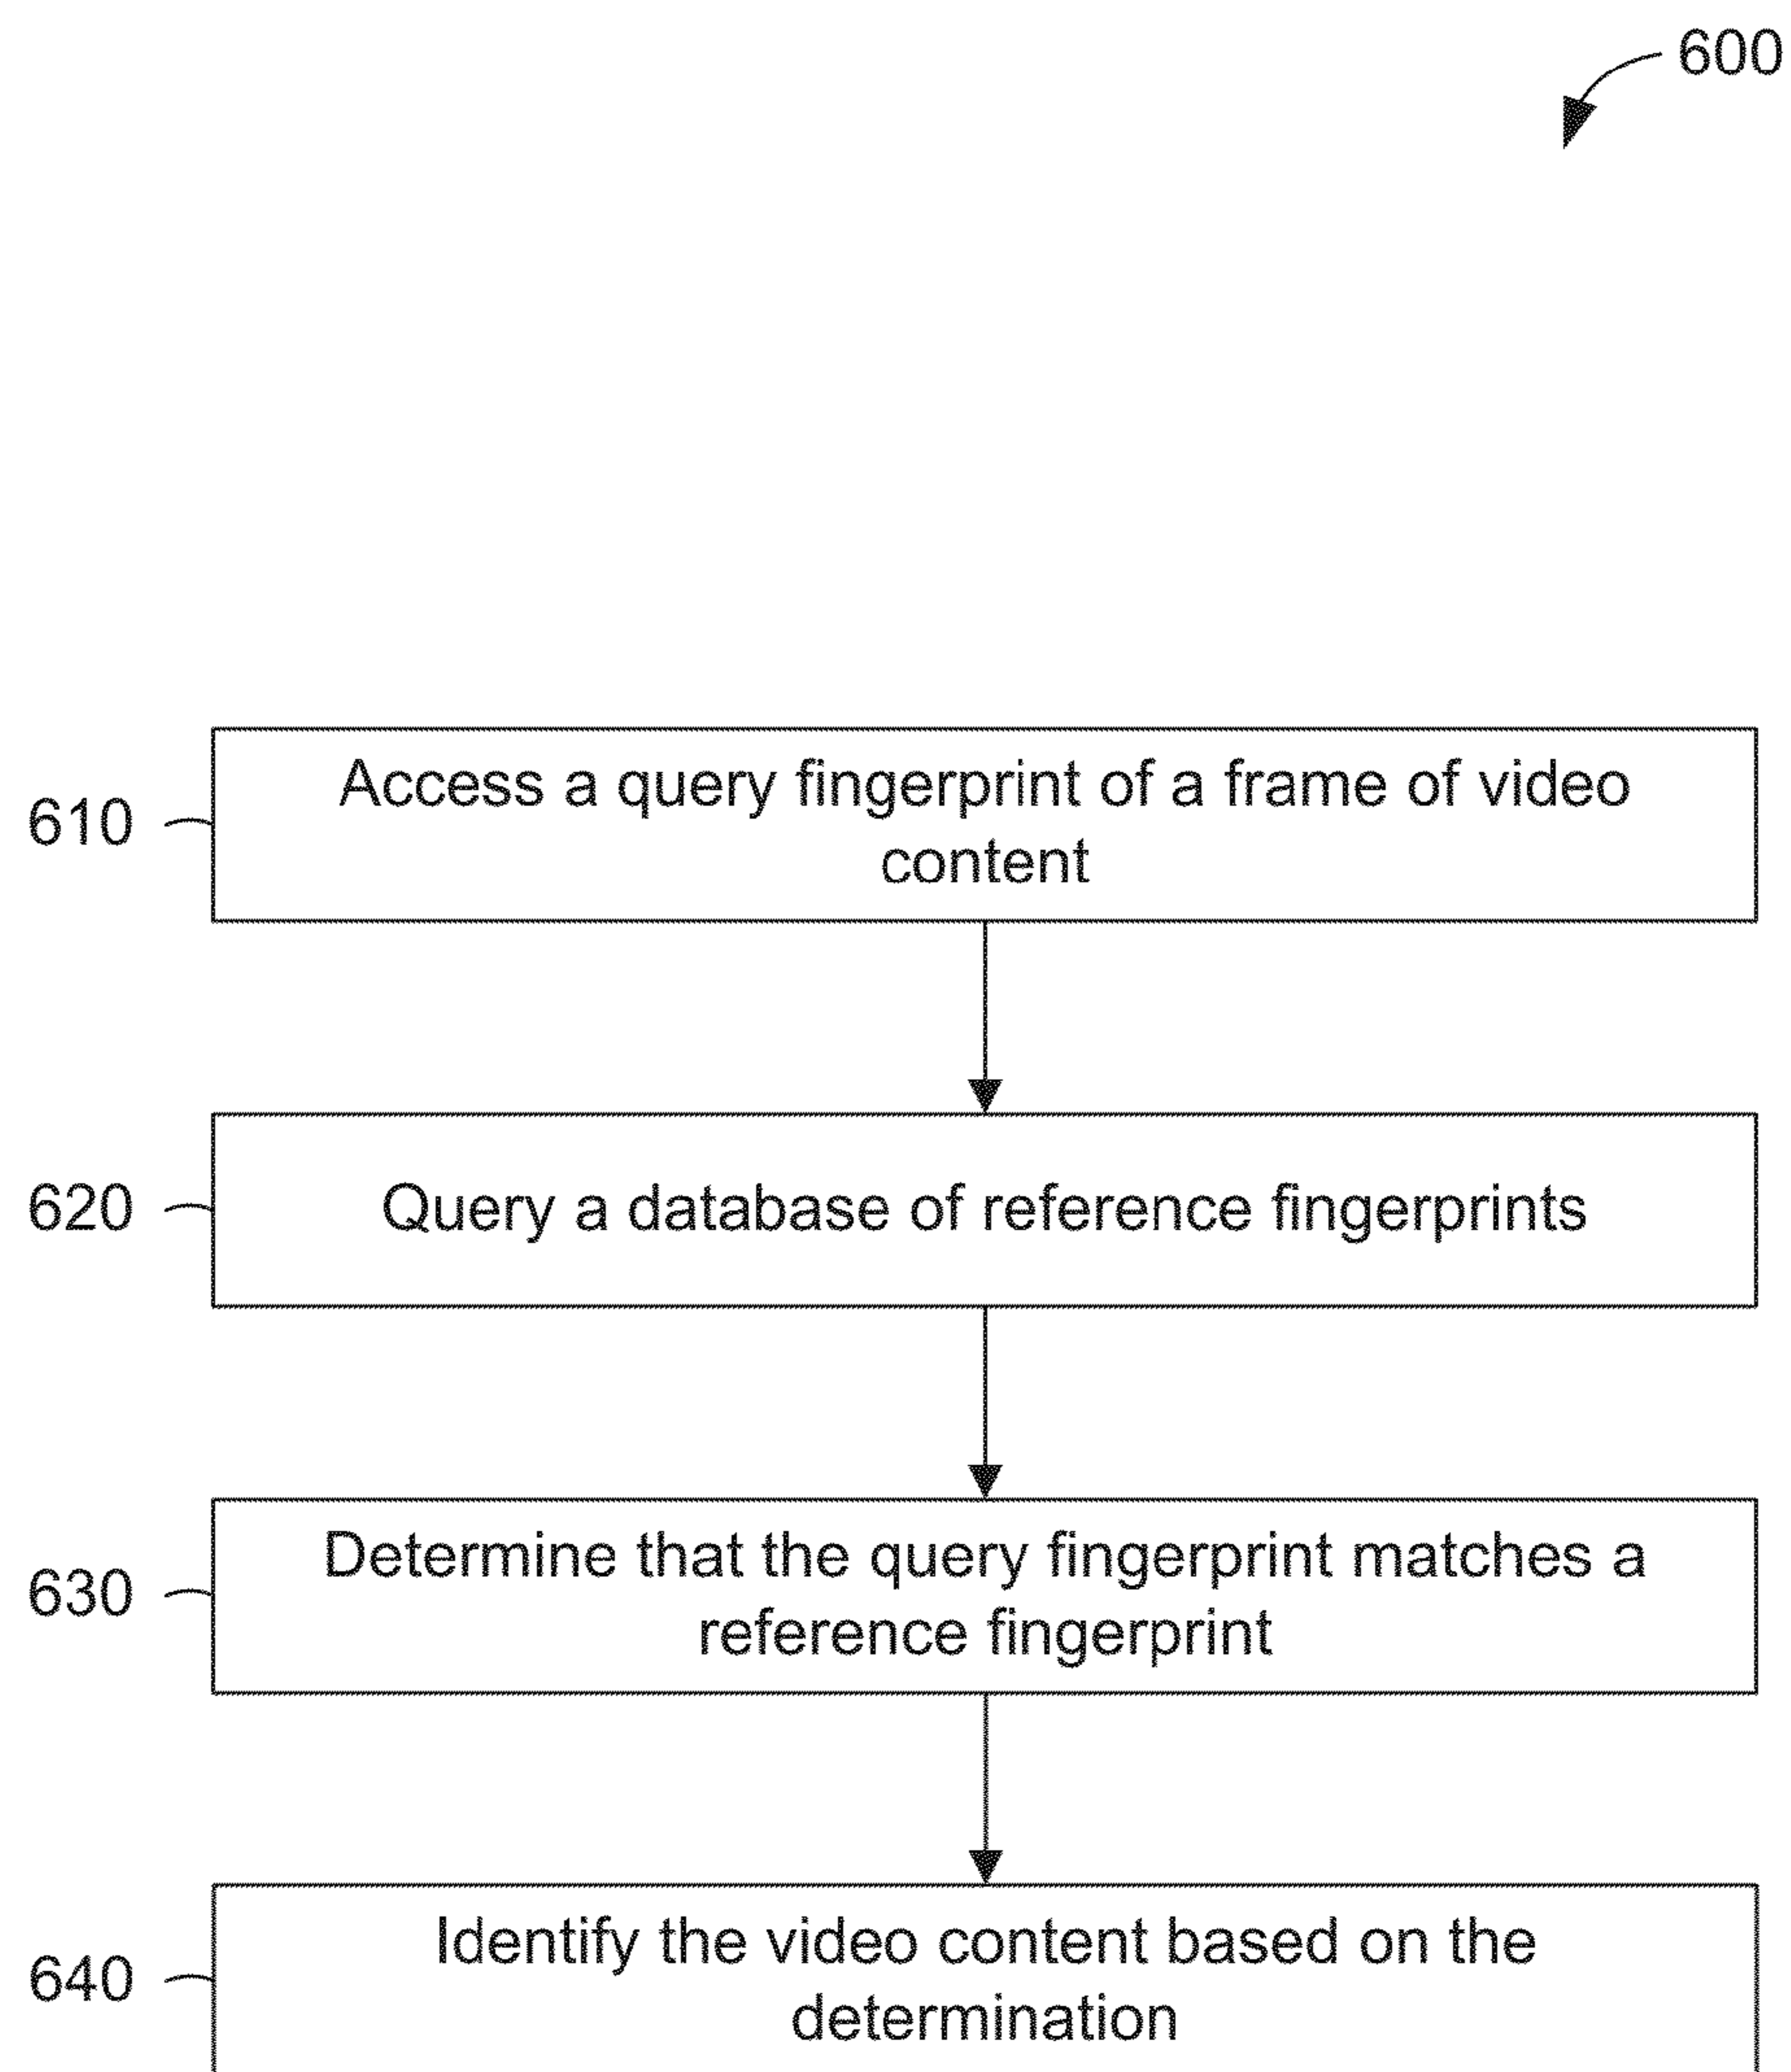 600
Access a query fingerprint of a frame of video
content
610
Query a database of reference fingerprints
620
Determine that the query fingerprint matches a
reference fingerprint
630
Identify the video content based on the
determination
640